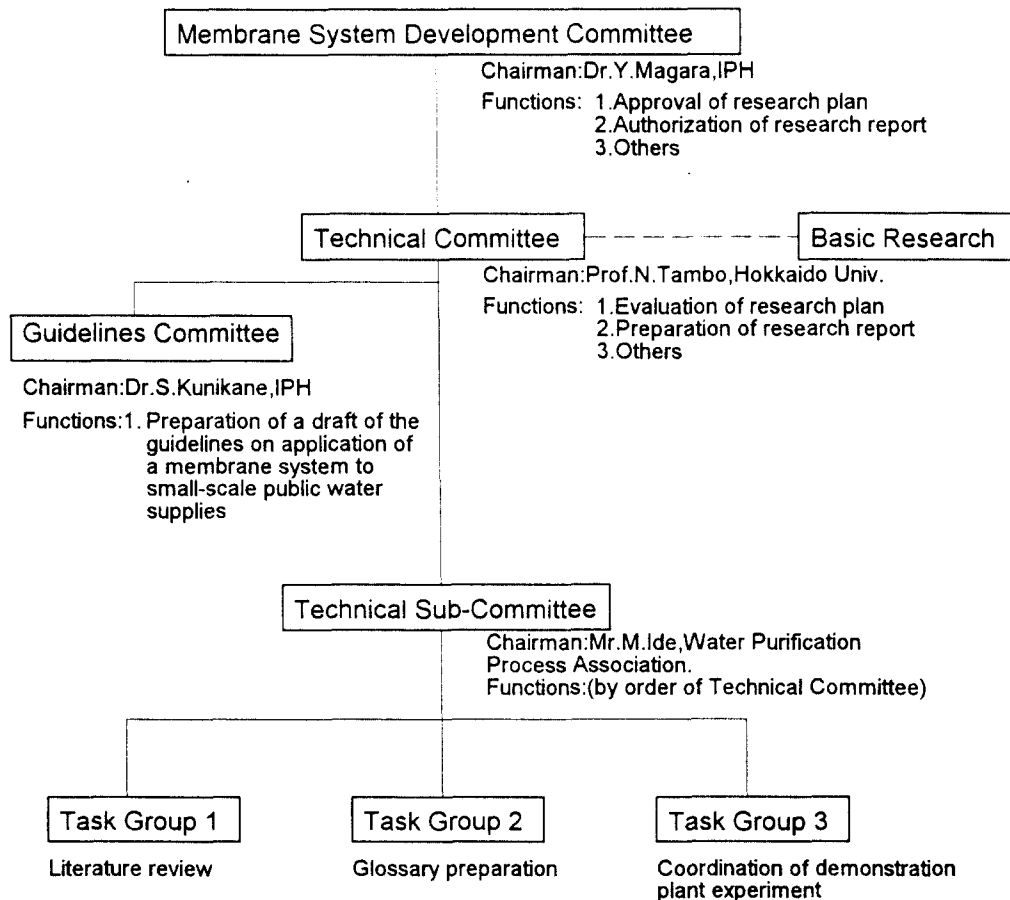 Membrane System Development Committee
Chairman:Dr.Y.Magara,IPH
Functions: 1.Approval of research plan
2.Authorization of research report
3.Others
Technical Committee
Basic Research
Chairman:Prof.N.Tambo,Hokkaido Univ.
Functions: 1.Evaluation of research plan
2.Preparation of research report
3.Others
Guidelines Committee
Chairman:Dr.S.Kunikane,IPH
Functions:1. Preparation of a draft of the
guidelines on application of
a membrane system to
small-scale public water
supplies
Technical Sub-Committee
Chairman:Mr.M.Ide,Water Purification
Process Association.
Functions:(by order of Technical Committee)
Task Group 1
Literature review
Task Group 2
Glossary preparation
Task Group 3
Coordination of demonstration
plant experiment